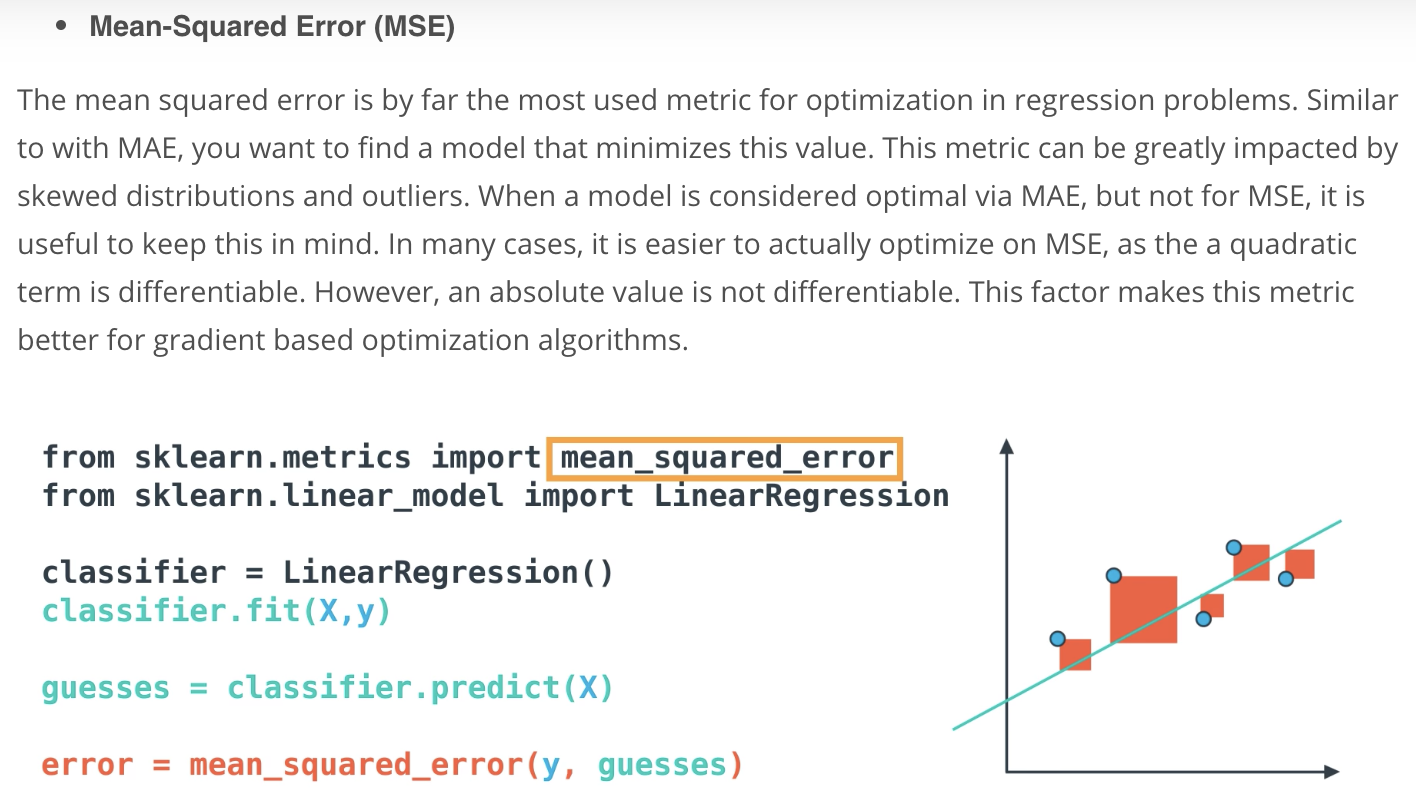 • Mean-Squared Error (MSE)
The mean squared error is by far the most used metric for optimization in regression problems. Similar
to with MAE, you want to find a model that minimizes this value. This metric can be greatly impacted by
skewed distributions and outliers. When a model is considered optimal via MAE, but not for MSE, it is
useful to keep this in mind. In many cases, it is easier to actually optimize on MSE, as the a quadratic
term is differentiable. However, an absolute value is not differentiable. This factor makes this metric
better for gradient based optimization algorithms.
from sklearn.metrics import mean_squared_error
from sklearn.linear_model import LinearRegression
classifier = LinearRegression()
classifier.fit(X,y)
guesses = classifier.predict(X)
error = mean_squared_error(y, guesses)